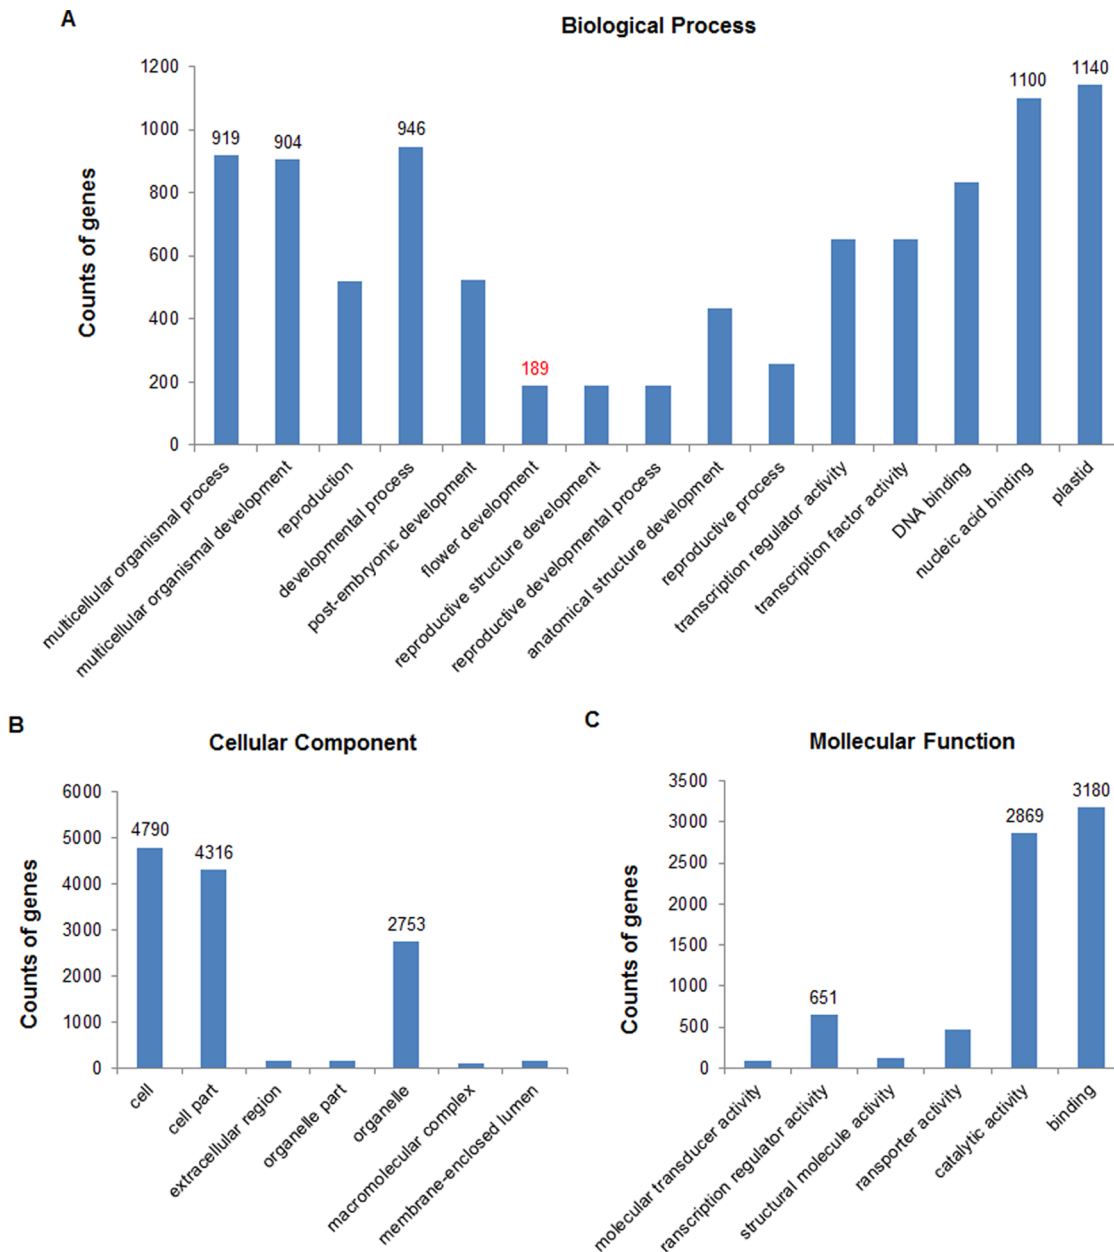 A
Biological Process
Counts of genes
1200
1000
800
600
400
200
0
919
904
946
189
1100
1140
multicellular organismal process
multicellular organismal development
reproduction
developmental process
post-embryonic development
flower development
reproductive structure development
reproductive developmental process
anatomical structure development
reproductive process
transcription regulator activity
transcription factor activity
DNA binding
nucleic acid binding
plastid
B
Cellular Component
Counts of genes
6000
5000
4000
3000
2000
1000
0
4790
4316
2753
cell
cell part
extracellular region
organelle part
organelle
macromolecular complex
membrane-enclosed lumen
C
Mollecular Function
Counts of genes
3500
3000
2500
2000
1500
1000
500
0
651
2869
3180
molecular transducer activity
ranscription regulator activity
structural molecule activity
ransporter activity
catalytic activity
binding